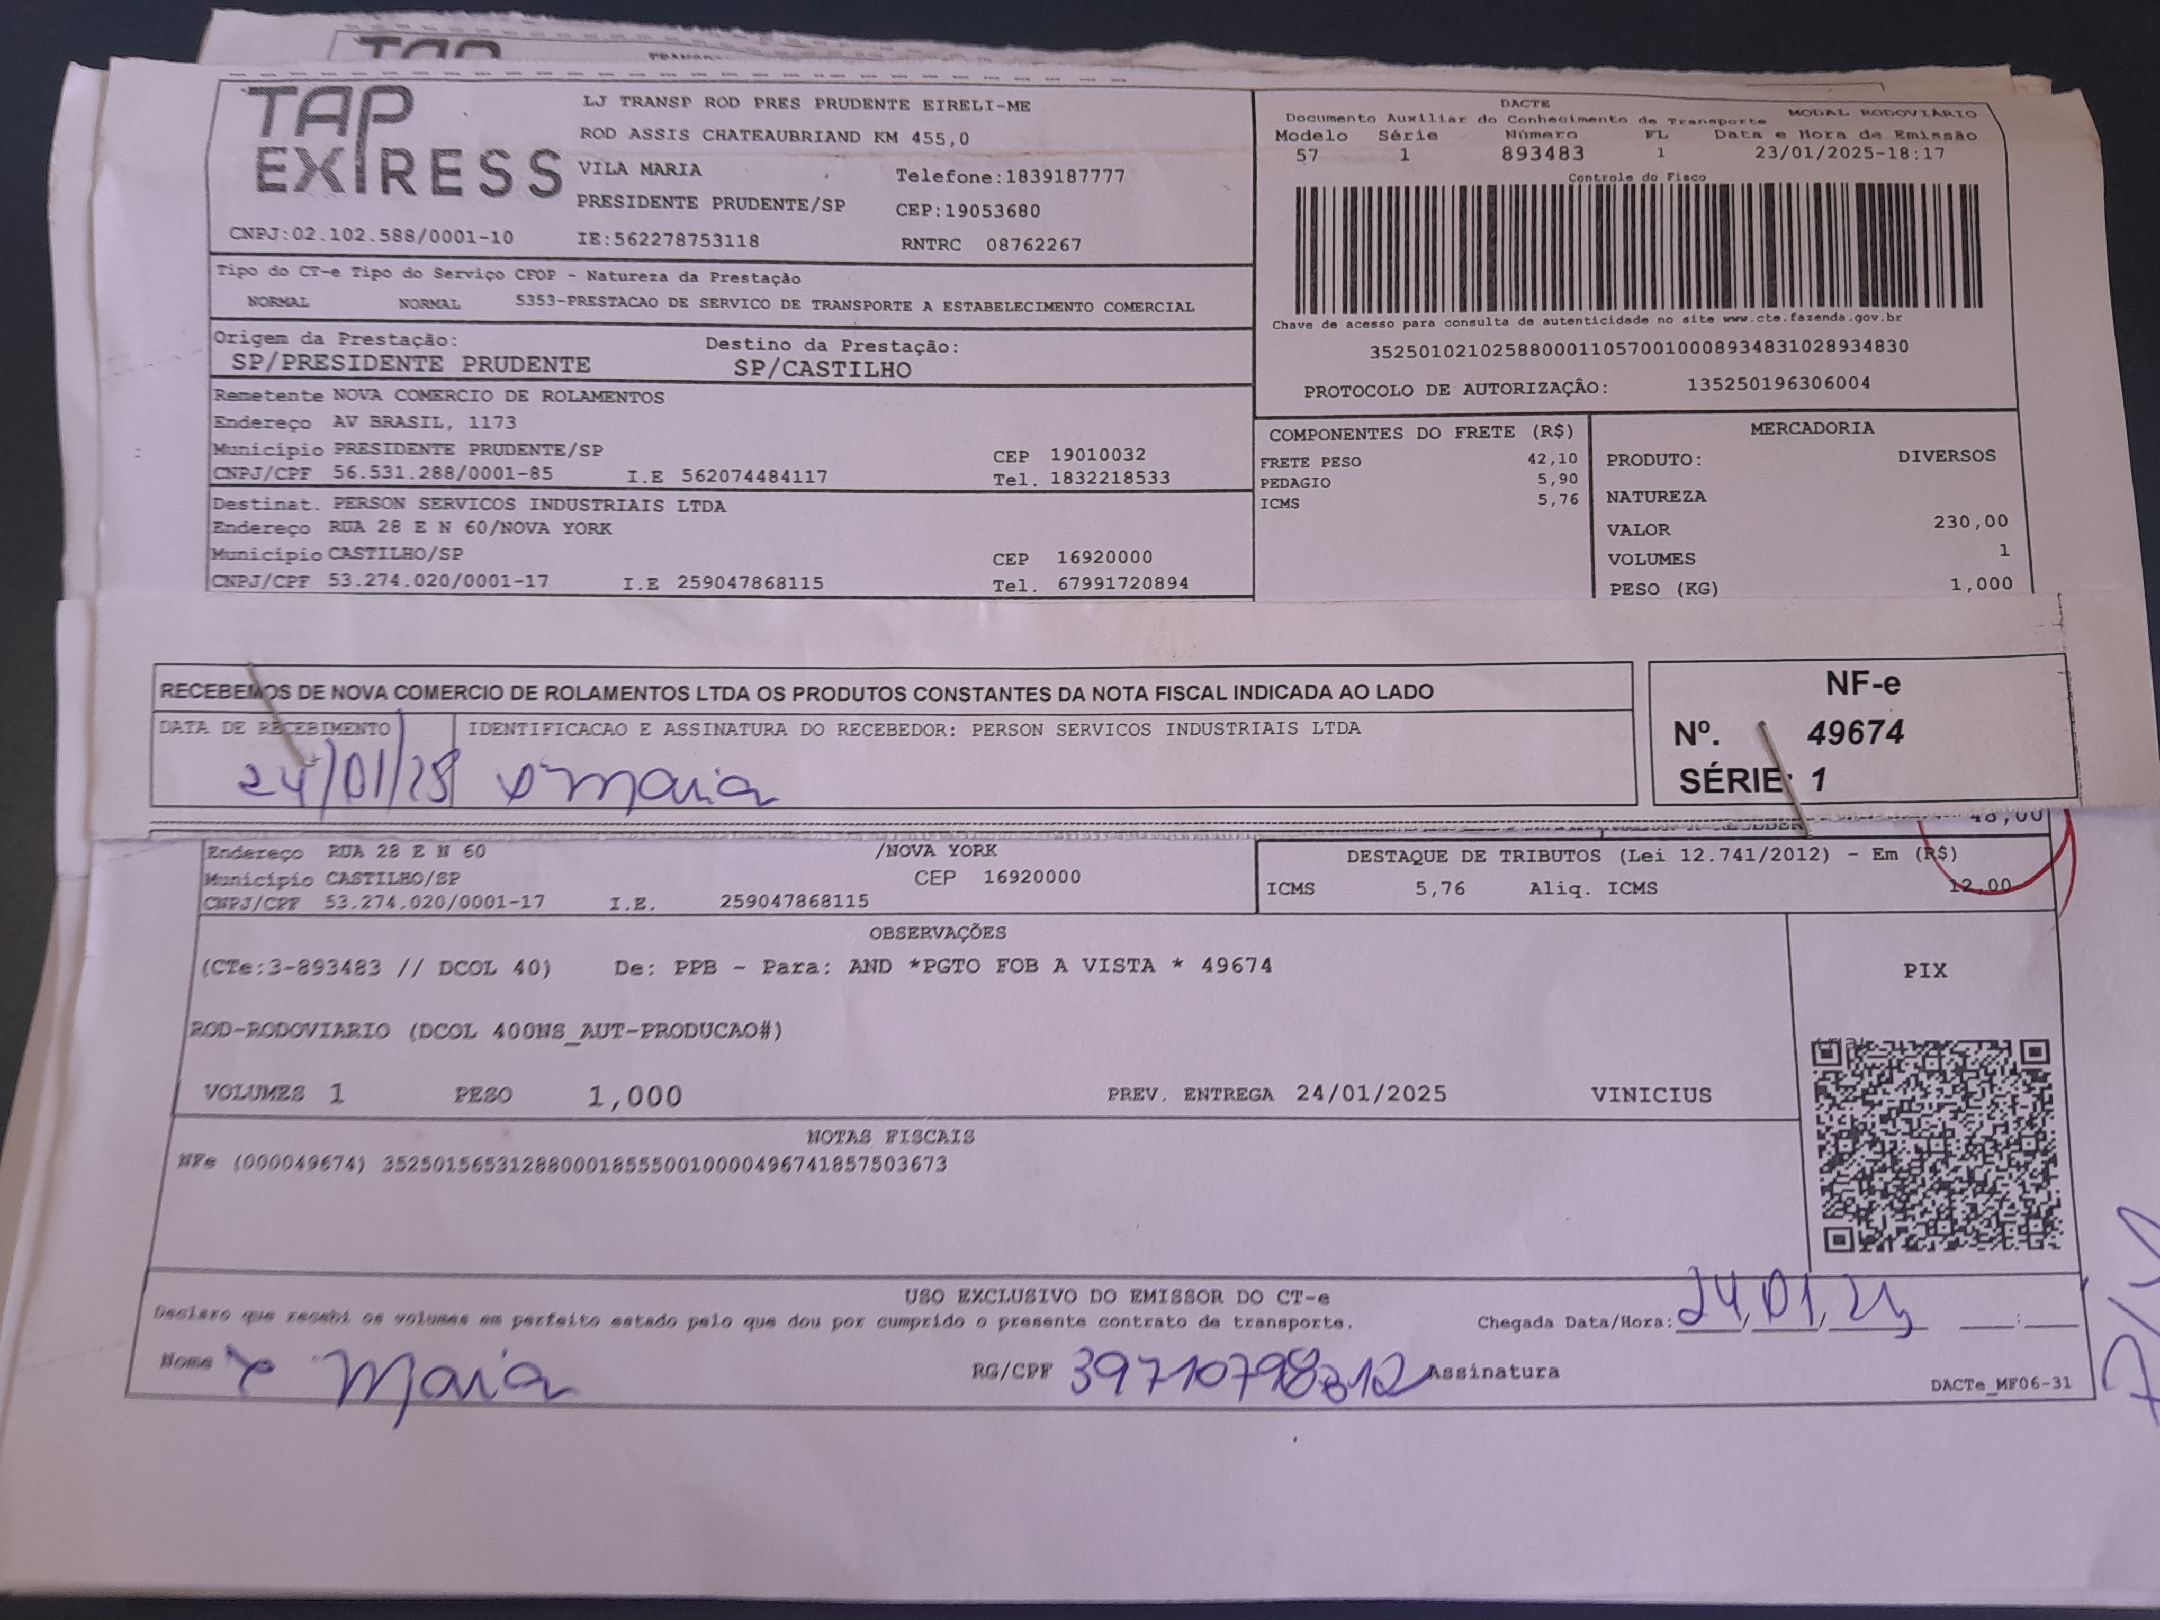 TAP
TRANSP
TAP
EXPRESS
LJ TRANSP ROD PRES PRUDENTE EIRELI-ME
ROD ASSIS CHATEAUBRIAND KM 455,0
VILA MARIA Telefone:1839187777
PRESIDENTE PRUDENTE/SP CEP:19053680
CNPJ:02.102.588/0001-10 IE:562278753118 RNTRC 08762267
DACTE
Documento Auxiliar do Conhecimento de Transporte MODAL RODOVIÁRIO
Modelo Série Número FL Data e Hora de Emissão
57 1 893483 1 23/01/2025-18:17
Controle do Fisco
Chave de acesso para consulta de autenticidade no site www.cte.fazenda.gov.br
35250102102588000110570010008934831028934830
PROTOCOLO DE AUTORIZAÇÃO: 135250196306004
Tipo do CT-e Tipo do Serviço CFOP - Natureza da Prestação
NORMAL NORMAL 5353-PRESTACAO DE SERVICO DE TRANSPORTE A ESTABELECIMENTO COMERCIAL
Origem da Prestação: Destino da Prestação:
SP/PRESIDENTE PRUDENTE SP/CASTILHO
Remetente NOVA COMERCIO DE ROLAMENTOS
Endereço AV BRASIL, 1173
Município PRESIDENTE PRUDENTE/SP CEP 19010032
CNPJ/CPF 56.531.288/0001-85 I.E 562074484117 Tel. 1832218533
Destinat. PERSON SERVICOS INDUSTRIAIS LTDA
Endereço RUA 28 E N 60/NOVA YORK
Município CASTILHO/SP CEP 16920000
CNPJ/CPF 53.274.020/0001-17 I.E 259047868115 Tel. 67991720894
COMPONENTES DO FRETE (R$)
FRETE PESO 42,10
PEDAGIO 5,90
ICMS 5,76
MERCADORIA
PRODUTO: DIVERSOS
NATUREZA
VALOR 230,00
VOLUMES 1
PESO (KG) 1,000
RECEBEMOS DE NOVA COMERCIO DE ROLAMENTOS LTDA OS PRODUTOS CONSTANTES DA NOTA FISCAL INDICADA AO LADO
DATA DE RECEBIMENTO IDENTIFICACAO E ASSINATURA DO RECEBEDOR: PERSON SERVICOS INDUSTRIAIS LTDA
24/01/25 Maria
NF-e
Nº. 49674
SÉRIE: 1
48,00
Endereço RUA 28 E N 60 /NOVA YORK
Município CASTILHO/SP CEP 16920000
CNPJ/CPF 53.274.020/0001-17 I.E. 259047868115
DESTAQUE DE TRIBUTOS (Lei 12.741/2012) - Em (R$)
ICMS 5,76 Aliq. ICMS 12,00
OBSERVAÇÕES
(CTe:3-893483 // DCOL 40) De: PPB - Para: AND *PGTO FOB A VISTA * 49674
ROD-RODOVIARIO (DCOL 400NS_AUT-PRODUCAO#)
VOLUMES 1 PESO 1,000 PREV. ENTREGA 24/01/2025 VINICIUS
PIX
NOTAS FISCAIS
NFe (000049674) 35250156531288000185550010000496741857503673
USO EXCLUSIVO DO EMISSOR DO CT-e
Declaro que recebi os volumes em perfeito estado pelo que dou por cumprido o presente contrato de transporte.
Chegada Data/Hora: 24/01/25 :
Nome Maria RG/CPF Assinatura
DACTe_MF06-31